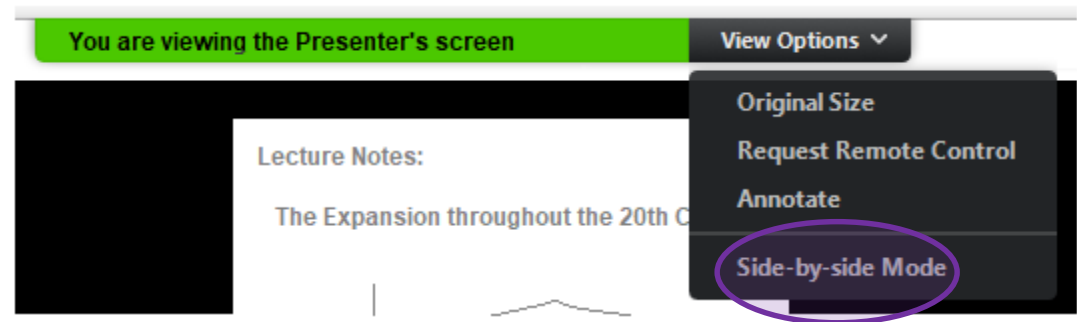 You are viewing the Presenter's screen
View Options
Original Size
Request Remote Control
Annotate
Side-by-side Mode
Lecture Notes:
The Expansion throughout the 20th C